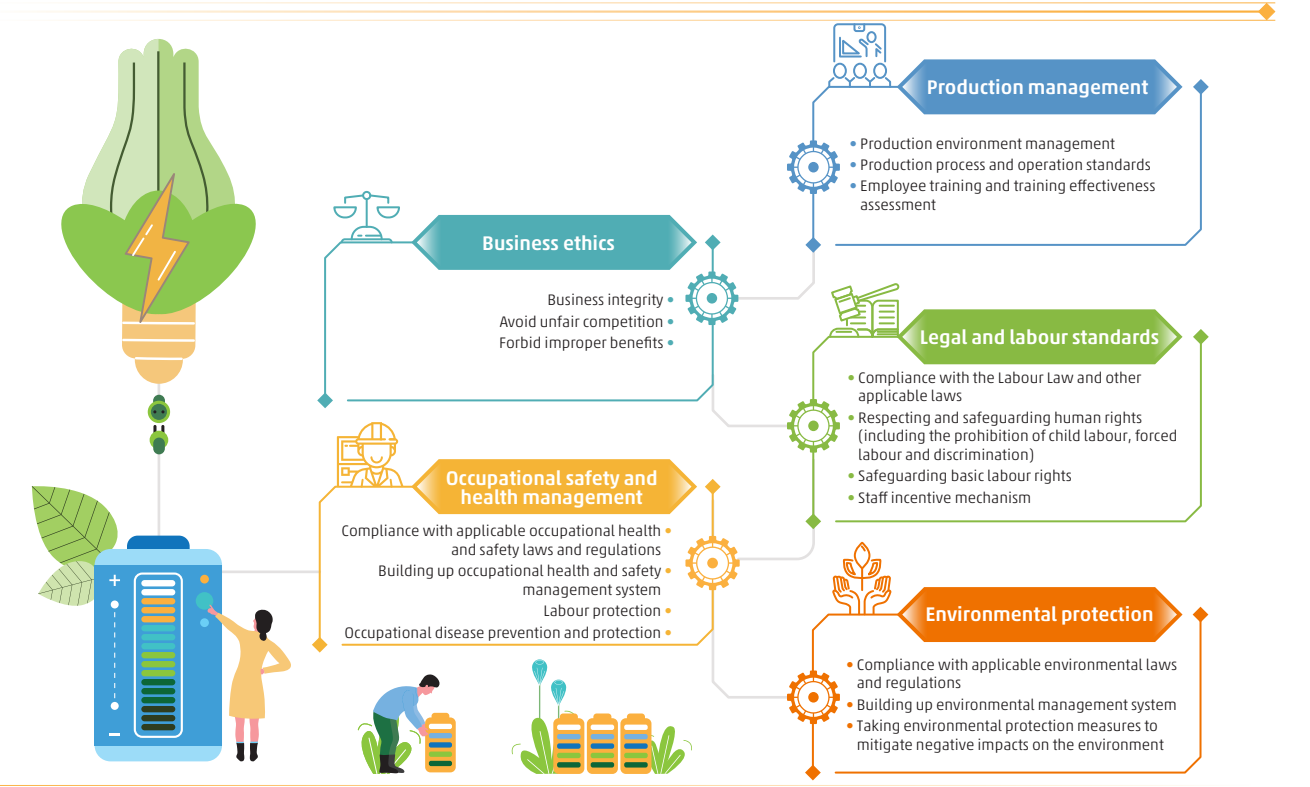 Production management
• Production environment management
• Production process and operation standards
• Employee training and training effectiveness
assessment
Business ethics
Business integrity •
Avoid unfair competition •
Forbid improper benefits •
Legal and labour standards
• Compliance with the Labour Law and other
applicable laws
• Respecting and safeguarding human rights
(including the prohibition of child labour, forced
labour and discrimination)
• Safeguarding basic labour rights
• Staff incentive mechanism
Occupational safety and
health management
Compliance with applicable occupational health •
and safety laws and regulations
Building up occupational health and safety •
management system
Labour protection •
Occupational disease prevention and protection •
Environmental protection
• Compliance with applicable environmental laws
and regulations
• Building up environmental management system
• Taking environmental protection measures to
mitigate negative impacts on the environment
+
−